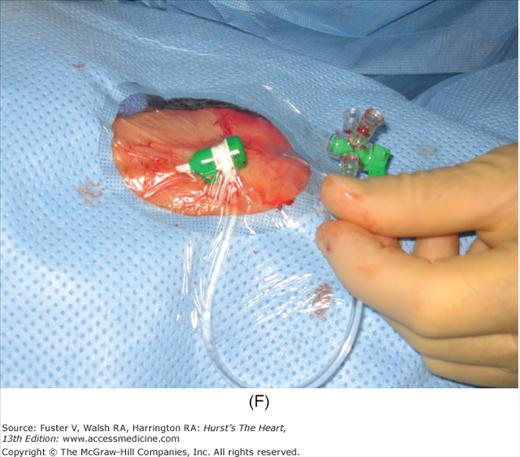 (F)
Source: Fuster V, Walsh RA, Harrington RA: Hurst's The Heart,
13th Edition: www.accessmedicine.com
Copyright © The McGraw-Hill Companies, Inc. All rights reserved.